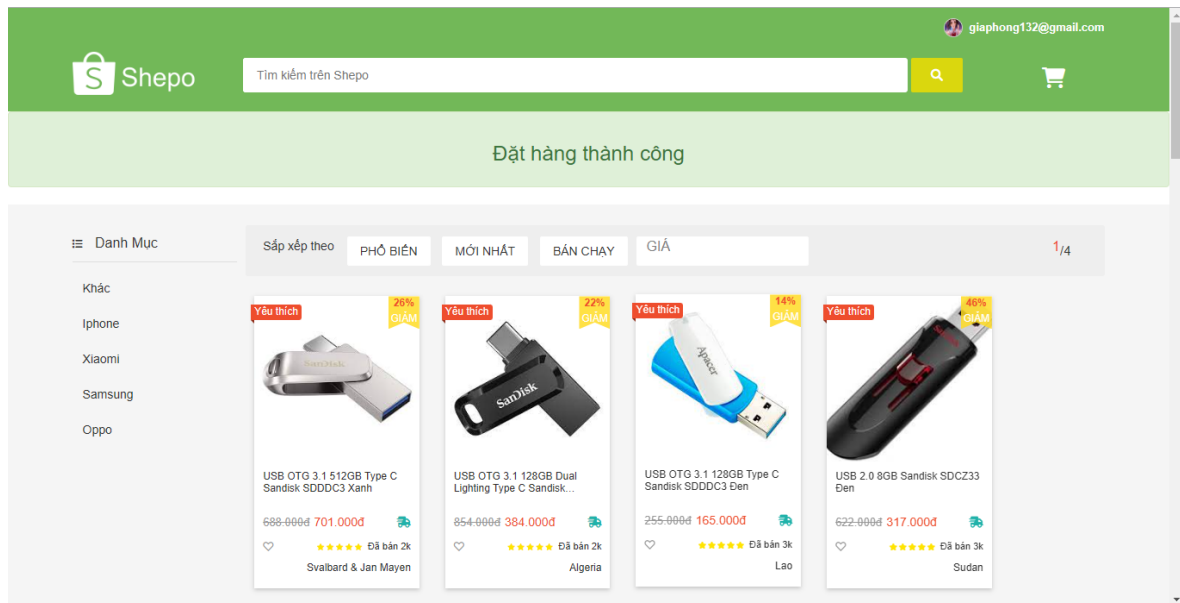 giaphong132@gmail.com
S Shepo
Tìm kiếm trên Shepo
Đặt hàng thành công
Danh Mục
Khác
Iphone
Xiaomi
Samsung
Oppo
Sắp xếp theo PHỔ BIẾN MỚI NHẤT BÁN CHẠY GIÁ 1/4
Yêu thích
26%
GIẢM
SanDisk
USB OTG 3.1 512GB Type C
Sandisk SDDDC3 Xanh
688.000đ 701.000đ
Đã bán 2k
Svalbard & Jan Mayen
Yêu thích
22%
GIẢM
SanDisk
USB OTG 3.1 128GB Dual
Lighting Type C Sandisk...
854.000đ 384.000đ
Đã bán 2k
Algeria
Yêu thích
14%
GIẢM
Apacer
USB OTG 3.1 128GB Type C
Sandisk SDDDC3 Đen
255.000đ 165.000đ
Đã bán 3k
Lao
Yêu thích
46%
GIẢM
SanDisk
USB 2.0 8GB Sandisk SDCZ33
Đen
622.000đ 317.000đ
Đã bán 3k
Sudan